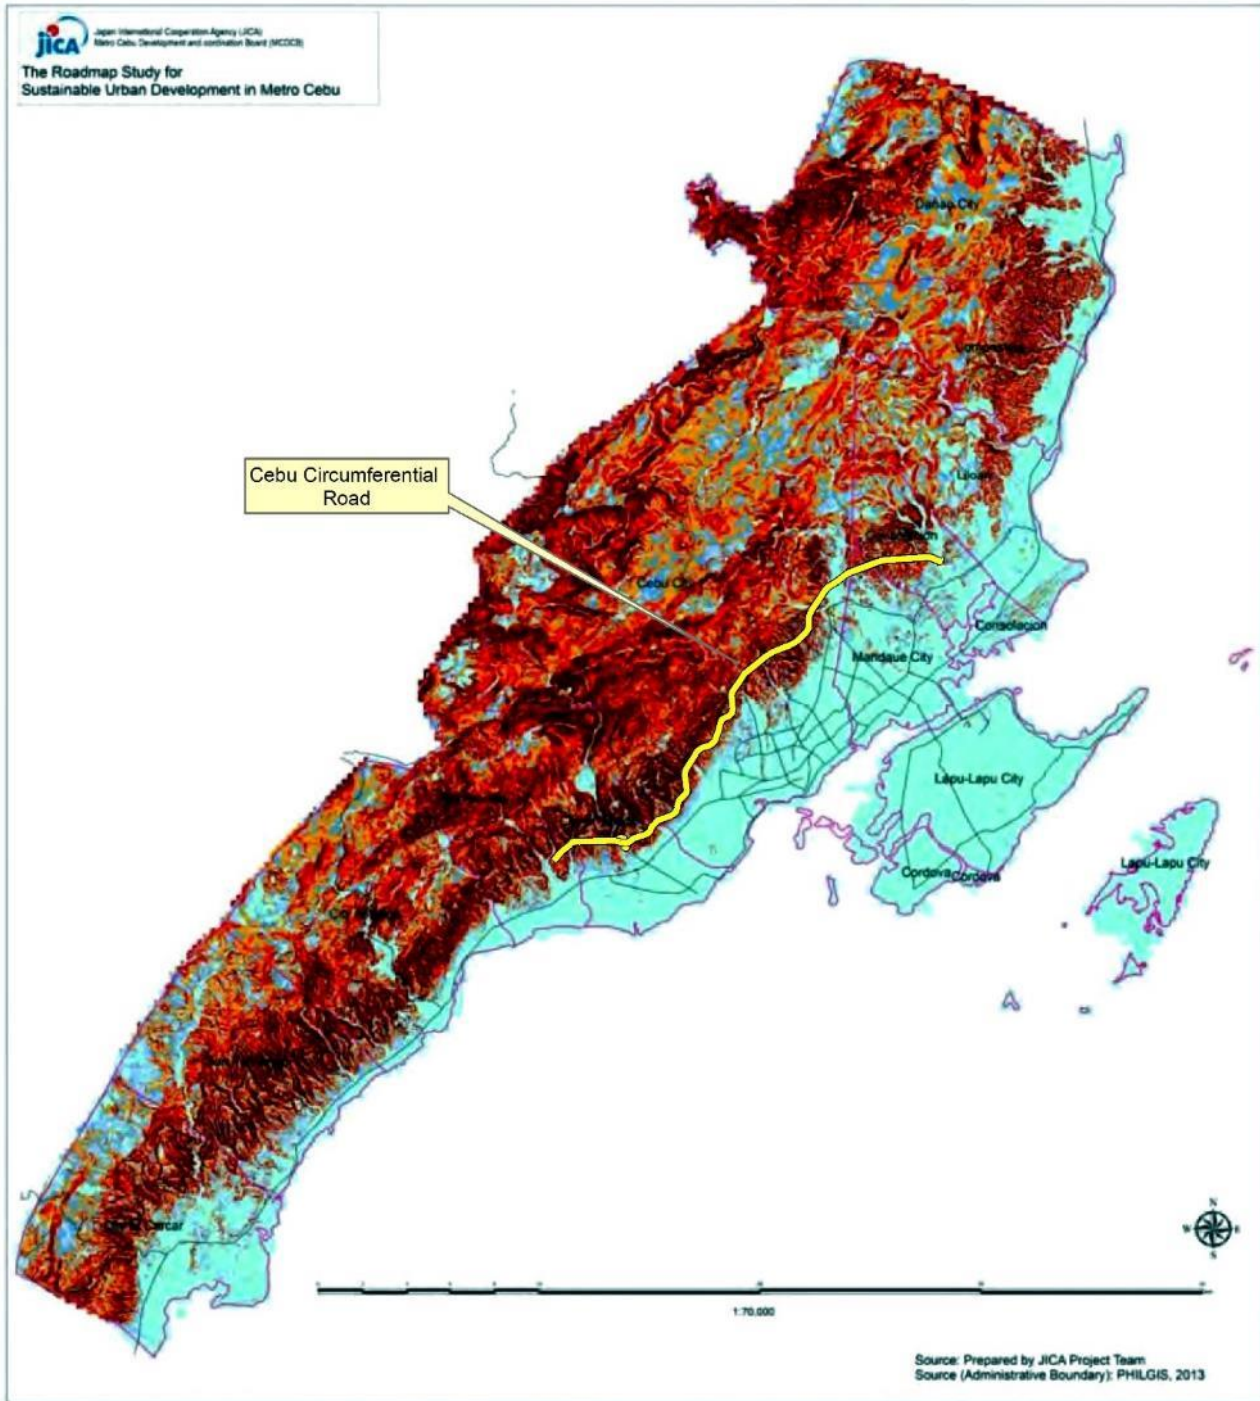 JICA
Japan International Cooperation Agency (JICA)
The Roadmap Study for
Sustainable Urban Development in Metro Cebu
Danao City
Liloan
Cebu Circumferential
Road
Cebu City
Consolacion
Mandaue City
Lapu-Lapu City
Lapu-Lapu City
Cordova
Cordova
Carcar
N
W
E
S
1:70,000
Source: Prepared by JICA Project Team
Source (Administrative Boundary): PHILGIS, 2013